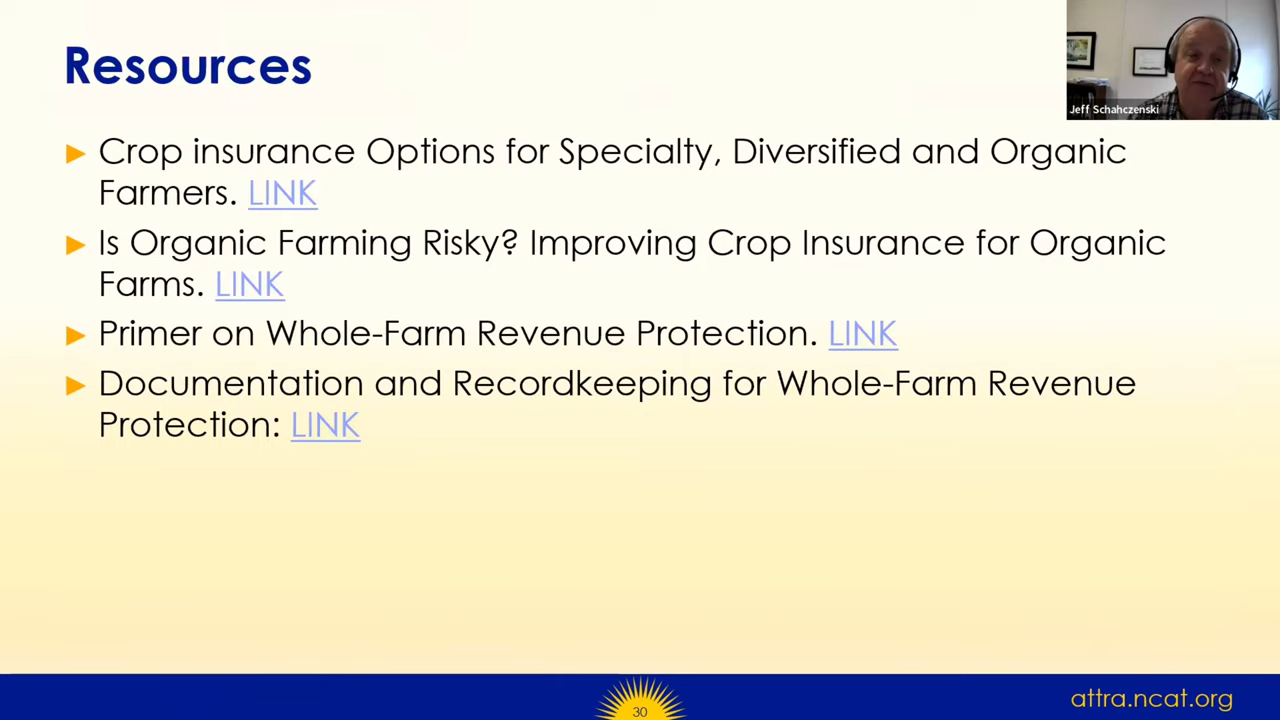 Resources
Jeff Schahczenski
► Crop insurance Options for Specialty, Diversified and Organic
Farmers. LINK
► Is Organic Farming Risky? Improving Crop Insurance for Organic
Farms. LINK
► Primer on Whole-Farm Revenue Protection. LINK
► Documentation and Recordkeeping for Whole-Farm Revenue
Protection: LINK
30
attra.ncat.org